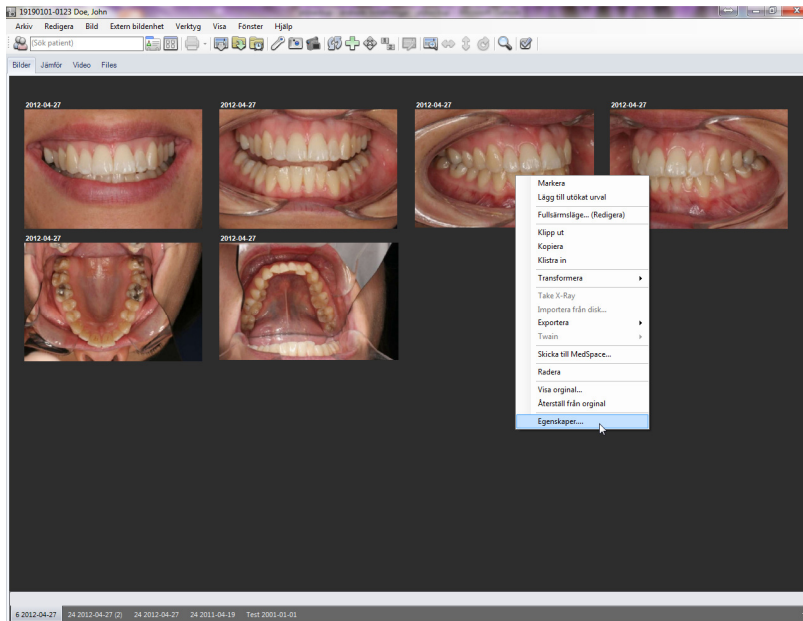 19190101-0123 Doe, John
Arkiv Redigera Bild Extern bildenhet Verktyg Visa Fönster Hjälp
(Sök patient)
Bilder Jämför Video Files
2012-04-27 2012-04-27 2012-04-27 2012-04-27
Markera
Lägg till utökat urval
Fullsärmsläge... (Redigera)
Klipp ut
2012-04-27 2012-04-27
Kopiera
Klistra in
Transformera
Take X-Ray
Importera från disk...
Exportera
Twain
Skicka till MedSpace...
Radera
Visa orginal...
Återställ från orginal
Egenskaper....
6 2012-04-27 24 2012-04-27 (2) 24 2012-04-27 24 2011-04-19 Test 2001-01-01